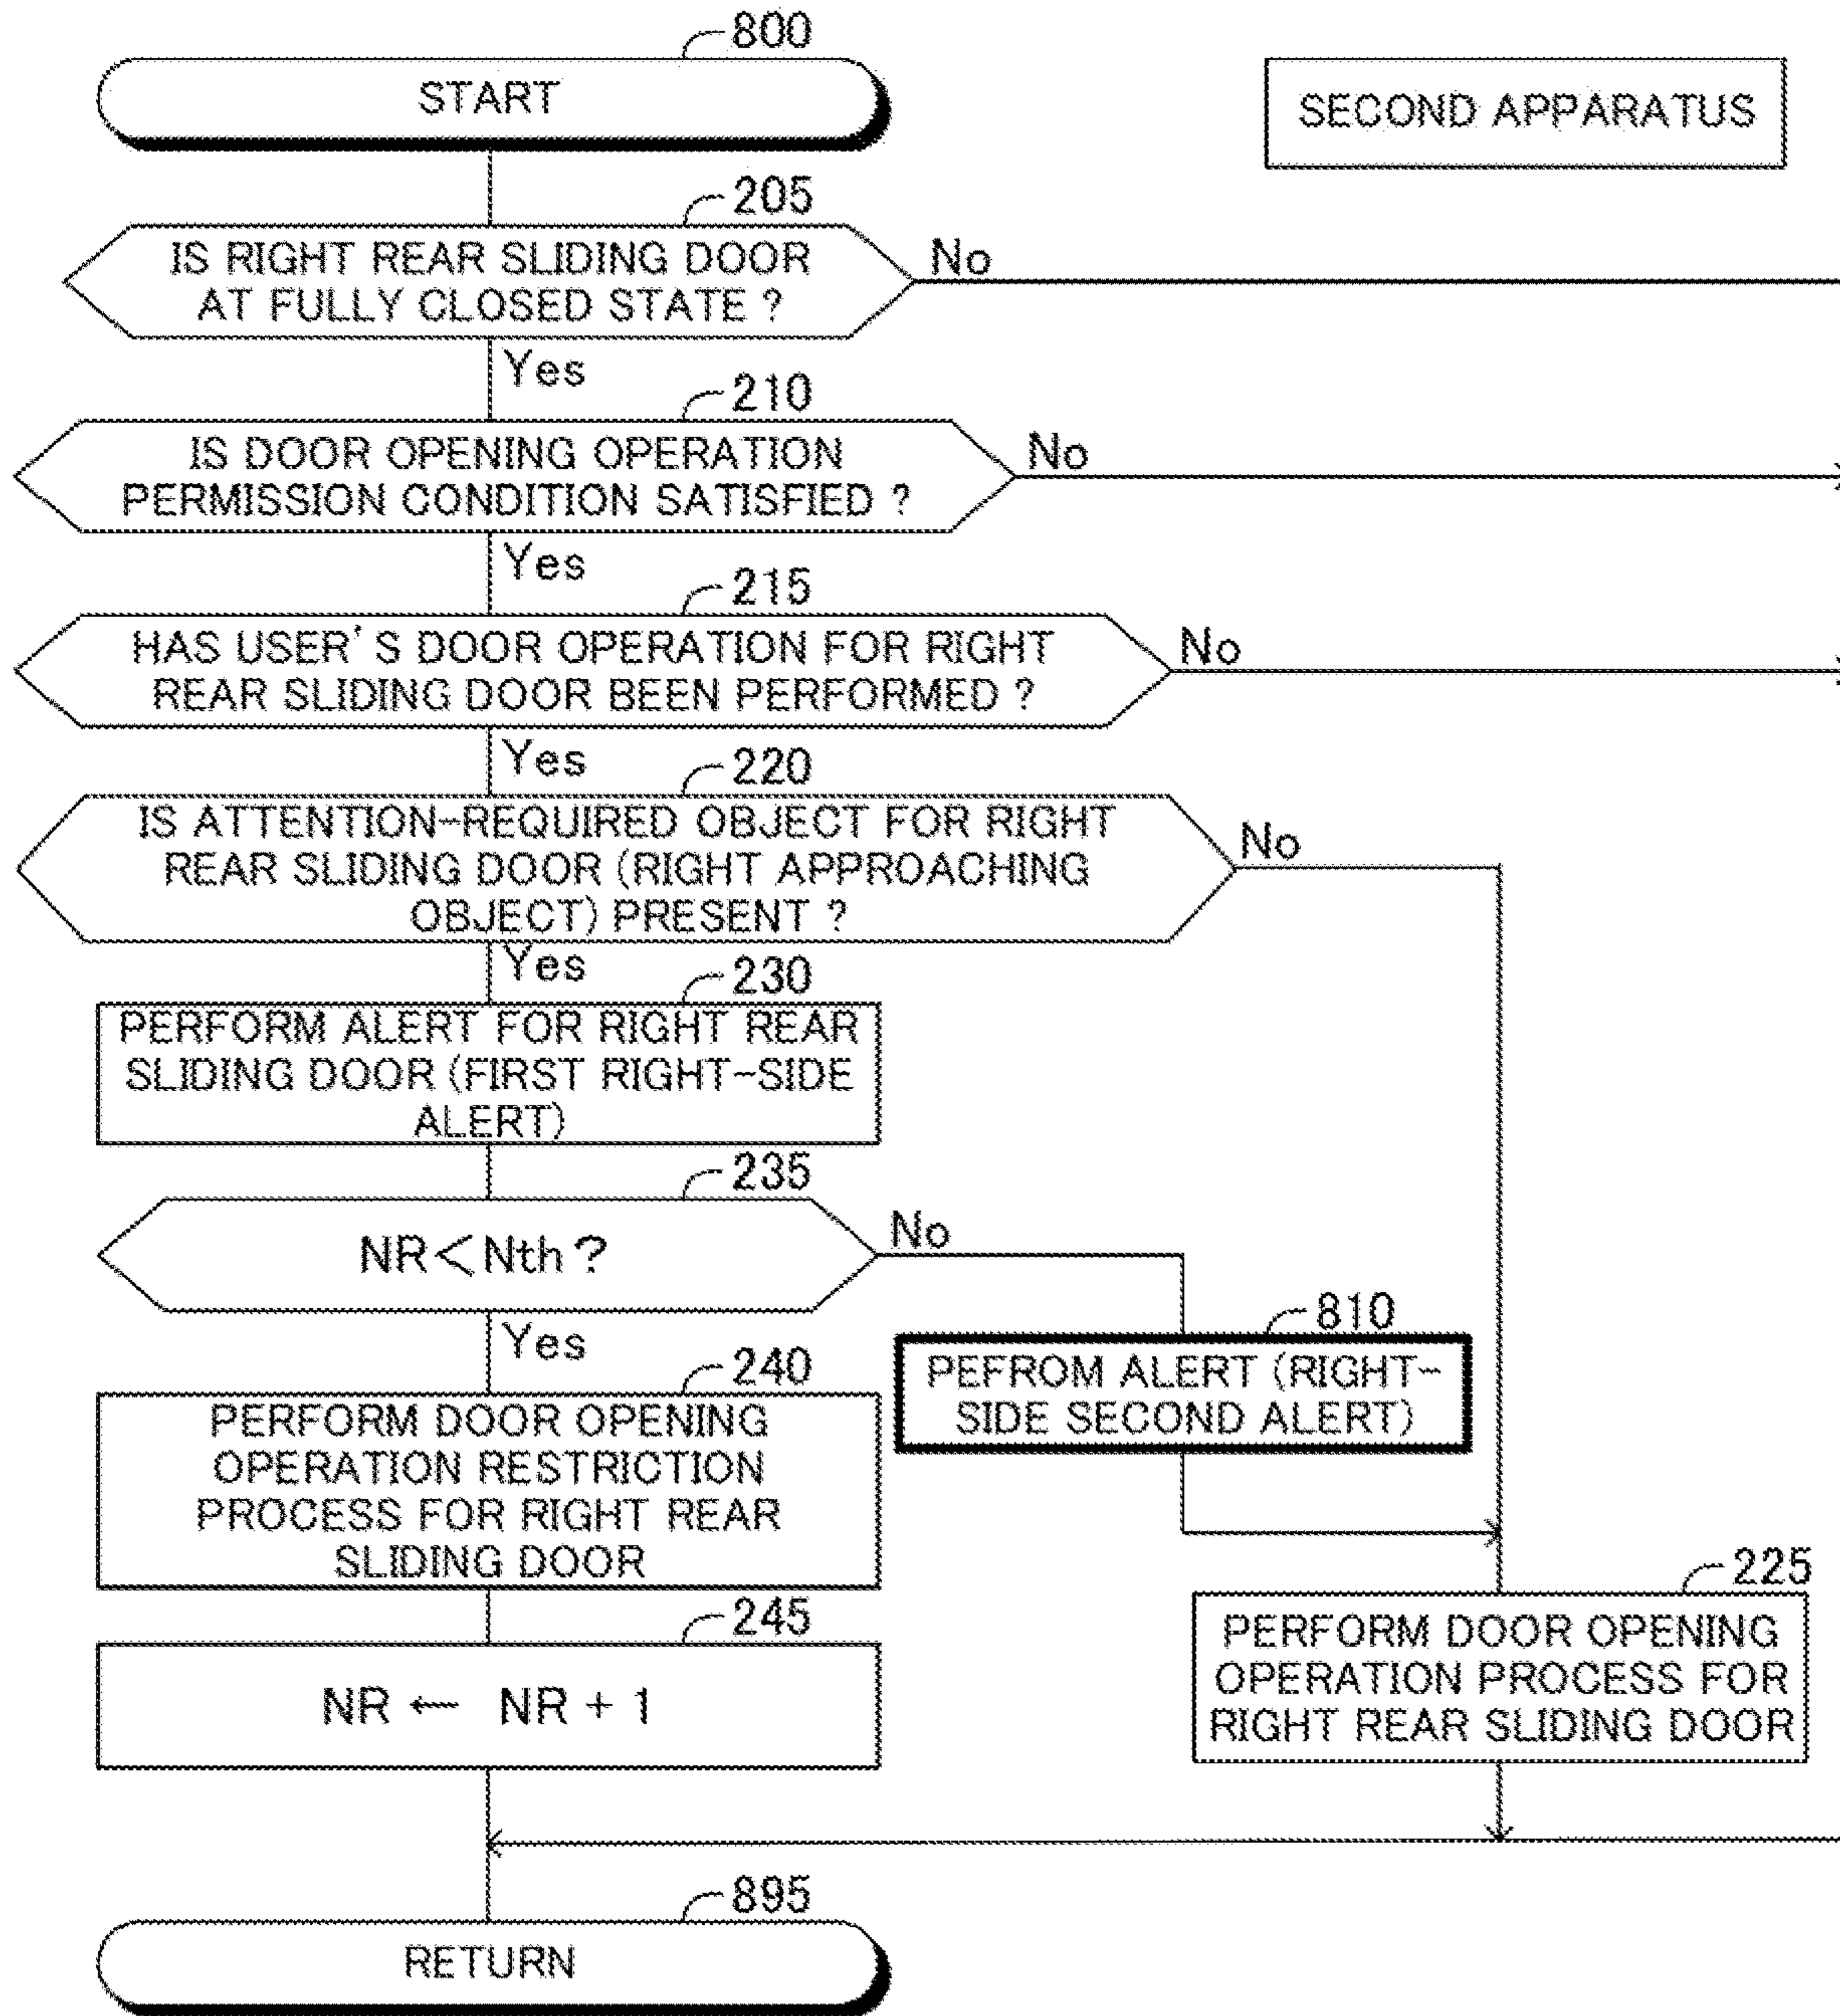 800
START
SECOND APPARATUS
205
IS RIGHT REAR SLIDING DOOR
AT FULLY CLOSED STATE ?
No
Yes
210
IS DOOR OPENING OPERATION
PERMISSION CONDITION SATISFIED ?
No
Yes
215
HAS USER'S DOOR OPERATION FOR RIGHT
REAR SLIDING DOOR BEEN PERFORMED ?
No
Yes
220
IS ATTENTION-REQUIRED OBJECT FOR RIGHT
REAR SLIDING DOOR (RIGHT APPROACHING
OBJECT) PRESENT ?
No
Yes
230
PERFORM ALERT FOR RIGHT REAR
SLIDING DOOR (FIRST RIGHT-SIDE
ALERT)
235
NR<Nth ?
No
Yes
810
PEFROM ALERT (RIGHT-
SIDE SECOND ALERT)
240
PERFORM DOOR OPENING
OPERATION RESTRICTION
PROCESS FOR RIGHT REAR
SLIDING DOOR
225
PERFORM DOOR OPENING
OPERATION PROCESS FOR
RIGHT REAR SLIDING DOOR
245
NR ← NR + 1
895
RETURN